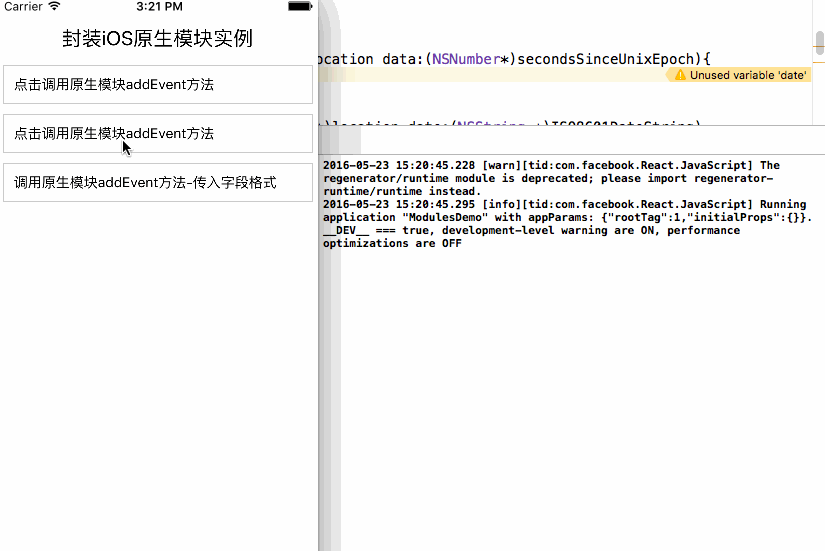 Carrier
3:21 PM
封装iOS原生模块实例
点击调用原生模块addEvent方法
点击调用原生模块addEvent方法
调用原生模块addEvent方法-传入字段格式
ocation data:(NSNumber*)secondsSinceUnixEpoch){
Unused variable 'date'
)location data:(NSString *)ISO8601DateString)
2016-05-23 15:20:45.228 [warn][tid:com.facebook.React.JavaScript] The
regenerator/runtime module is deprecated; please import regenerator-
runtime/runtime instead.
2016-05-23 15:20:45.295 [info][tid:com.facebook.React.JavaScript] Running
application "ModulesDemo" with appParams: {"rootTag":1,"initialProps":{}}.
__DEV__ === true, development-level warning are ON, performance
optimizations are OFF